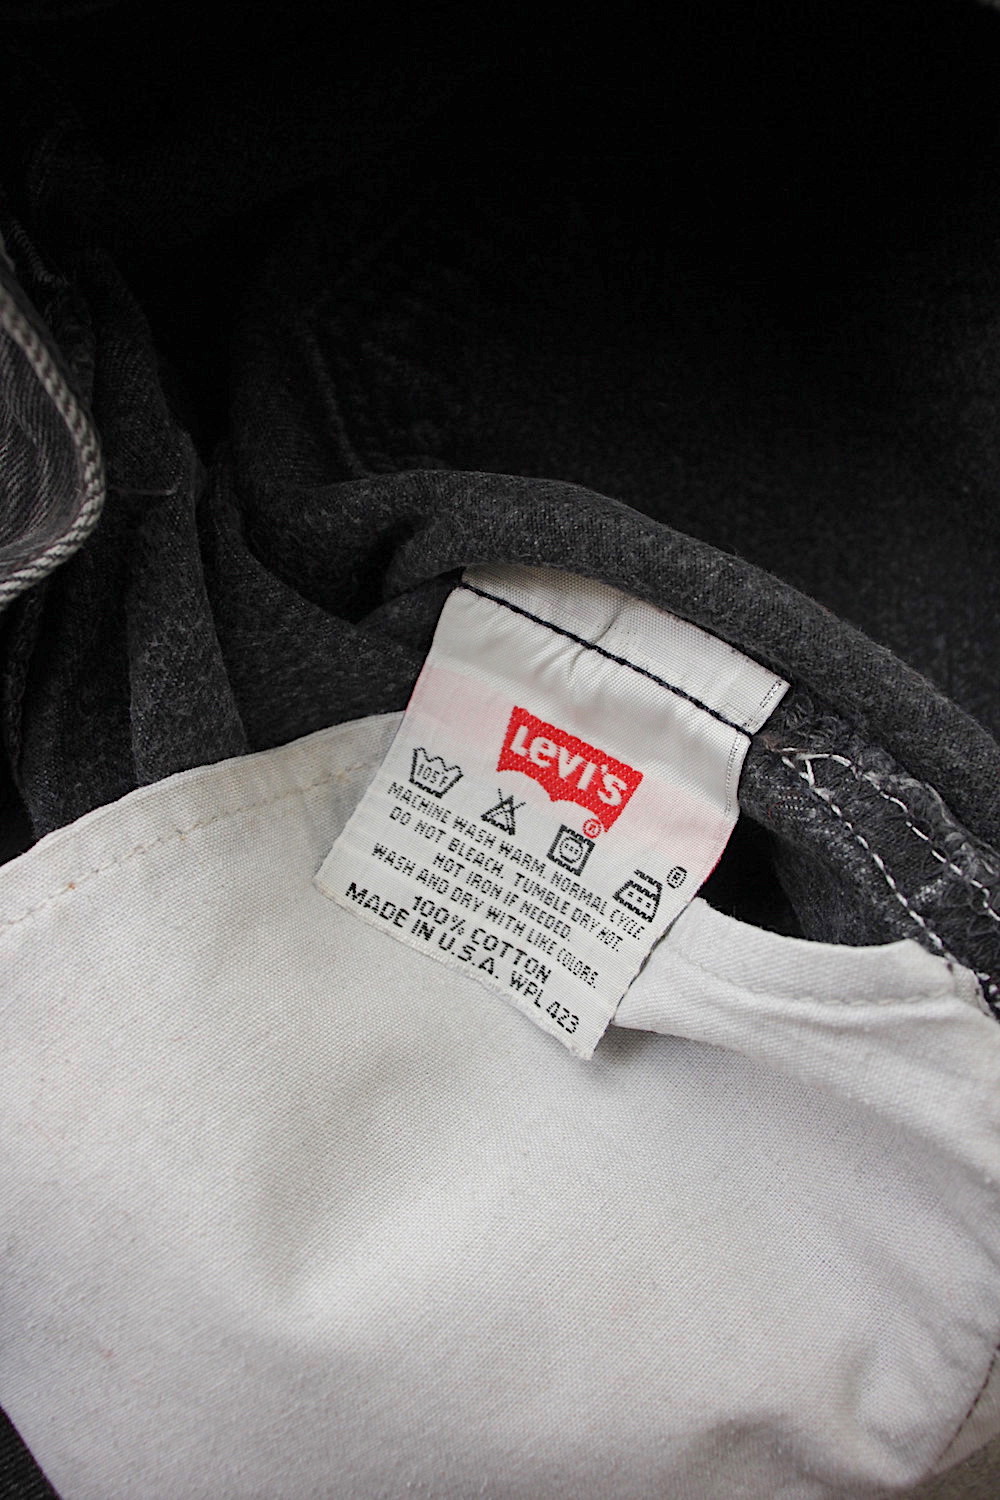 Levi's
®
105F
®
MACHINE WASH WARM. NORMAL CYCLE.
DO NOT BLEACH. TUMBLE DRY HOT.
HOT IRON IF NEEDED.
WASH AND DRY WITH LIKE COLORS.
100% COTTON
MADE IN U.S.A. WPL 423